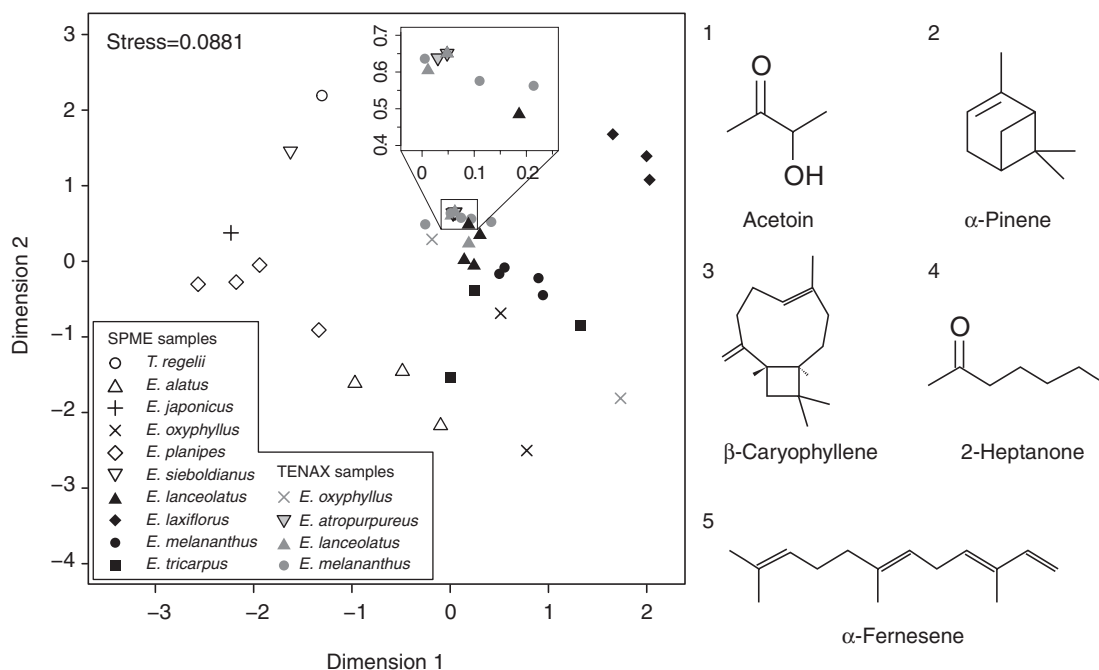 Stress=0.0881
3
2
1
0
−1
−2
−3
−4
Dimension 2
−3
−2
−1
0
1
2
Dimension 1
0.7
0.6
0.5
0.4
0
0.1
0.2
SPME samples
T. regelii
E. alatus
E. japonicus
E. oxyphyllus
E. planipes
E. sieboldianus
E. lanceolatus
E. laxiflorus
E. melananthus
E. tricarpus
TENAX samples
E. oxyphyllus
E. atropurpureus
E. lanceolatus
E. melananthus
1
O
OH
Acetoin
2
α-Pinene
3
β-Caryophyllene
4
O
2-Heptanone
5
α-Fernesene